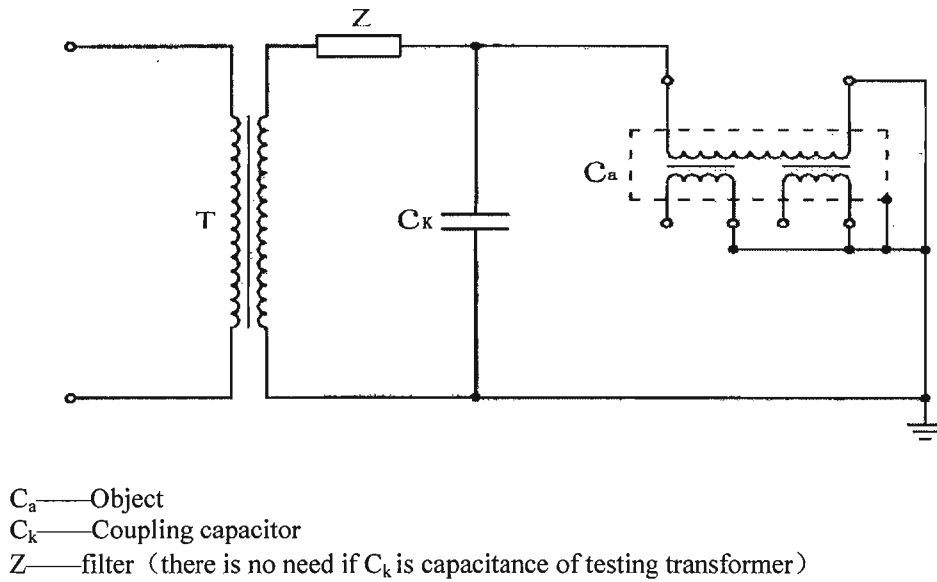 Z
T
Cₖ
Cₐ
Cₐ——Object
Cₖ——Coupling capacitor
Z——filter（there is no need if Cₖ is capacitance of testing transformer）